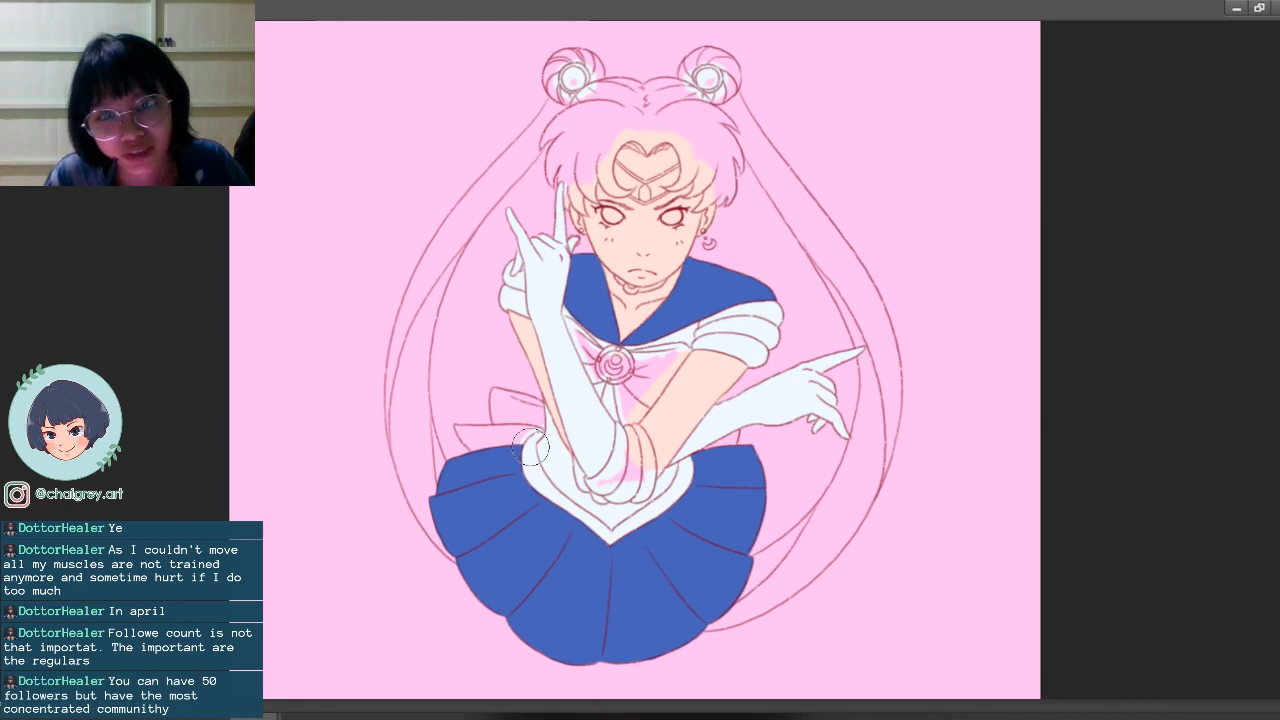 @chaigrey.art
DottorHealer Ye
DottorHealer As I couldn't move
all my muscles are not trained
anymore and sometime hurt if I do
too much
DottorHealer In april
DottorHealer Followe count is not
that importat. The important are
the regulars
DottorHealer You can have 50
followers but have the most
concentrated communithy